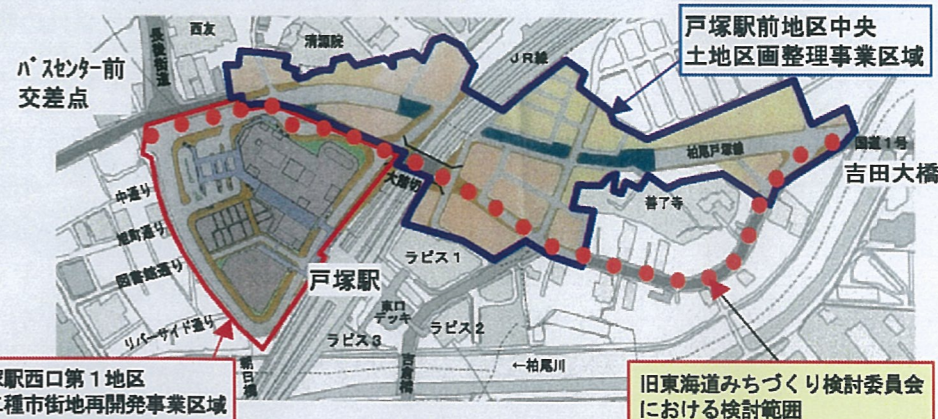 戸塚駅前地区中央
土地区画整理事業区域
西友
清源院
JR線
長後街道
バスセンター前
交差点
柏尾戸塚線
国道1号
吉田大橋
大踏切
善了寺
中通り
旭町通り
図書館通り
リバーサイド通り
戸塚駅
ラピス1
東口
デッキ
ラピス2
ラピス3
朝日橋
←柏尾川
駅西口第1地区
種市街地再開発事業区域
旧東海道みちづくり検討委員会
における検討範囲